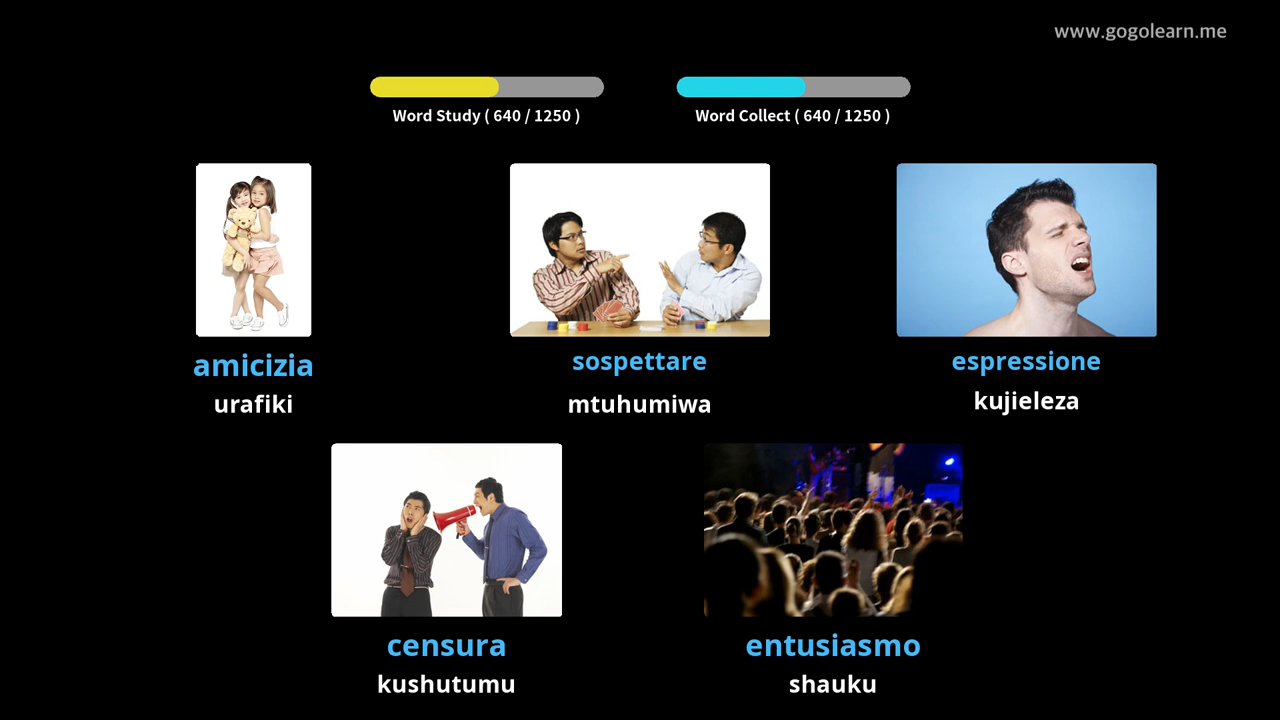 www.gogolearn.me
Word Study ( 640 / 1250 )
Word Collect ( 640 / 1250 )
amicizia
urafiki
sospettare
mtuhumiwa
espressione
kujieleza
censura
kushutumu
entusiasmo
shauku